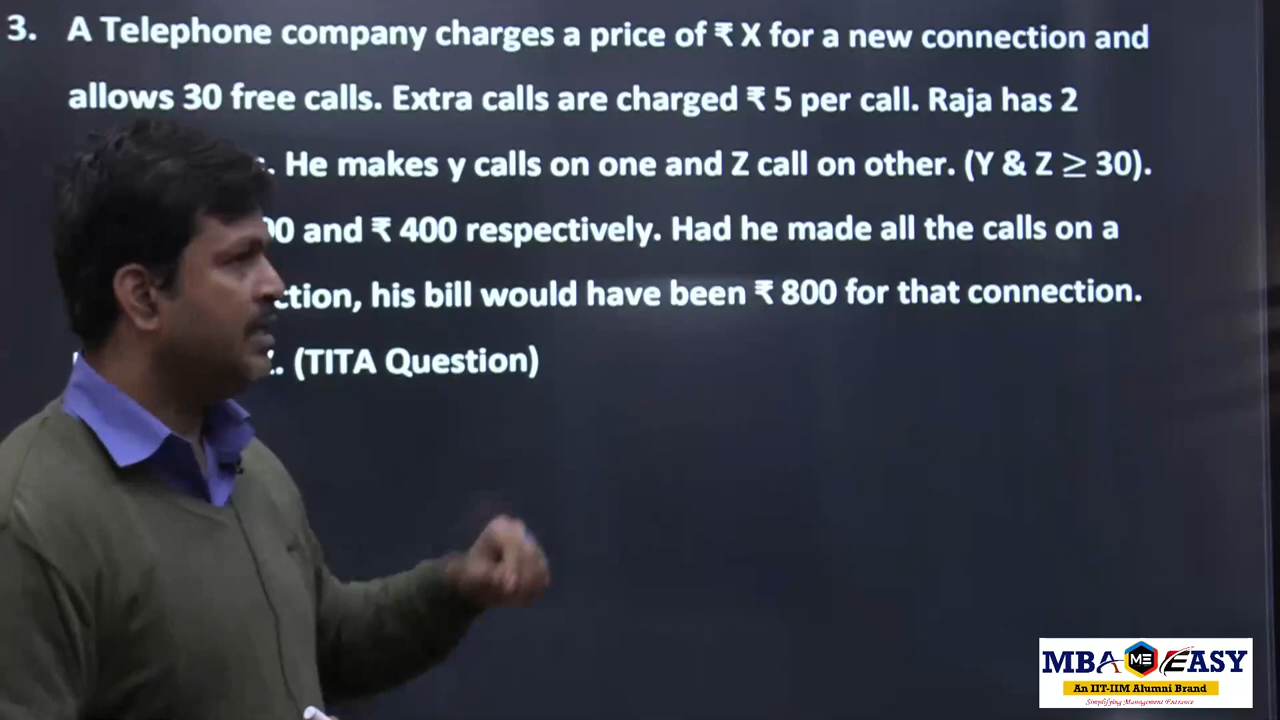 3. A Telephone company charges a price of ₹ X for a new connection and
allows 30 free calls. Extra calls are charged ₹ 5 per call. Raja has 2
. He makes y calls on one and Z call on other. (Y & Z ≥ 30).
00 and ₹ 400 respectively. Had he made all the calls on a
ction, his bill would have been ₹ 800 for that connection.
. (TITA Question)
MBA ME EASY
An IIT-IIM Alumni Brand
Simplifying Management Entrance